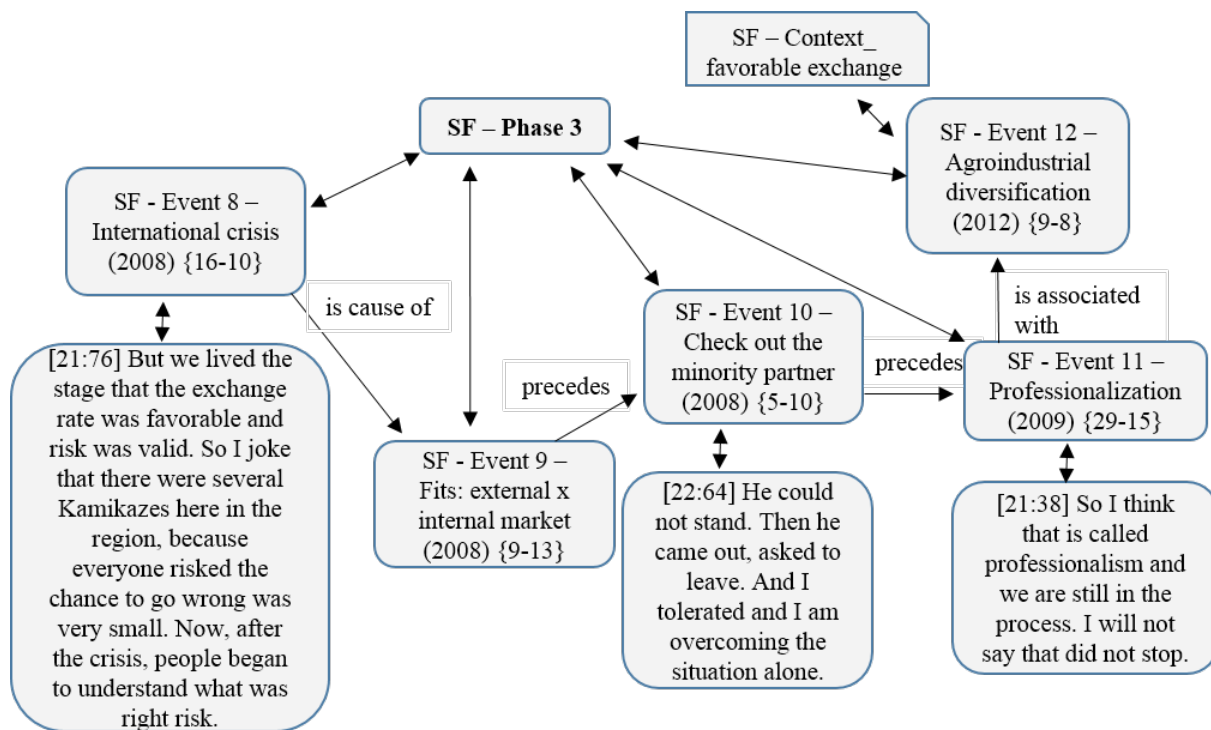 SF – Context_
favorable exchange
SF – Phase 3
SF - Event 12 –
Agroindustrial
diversification
(2012) {9-8}
SF - Event 8 –
International crisis
(2008) {16-10}
is cause of
is associated
with
SF - Event 10 –
Check out the
minority partner
(2008) {5-10}
precedes
precedes
SF - Event 11 –
Professionalization
(2009) {29-15}
[21:76] But we lived the
stage that the exchange
rate was favorable and
risk was valid. So I joke
that there were several
Kamikazes here in the
region, because
everyone risked the
chance to go wrong was
very small. Now, after
the crisis, people began
to understand what was
right risk.
SF - Event 9 –
Fits: external x
internal market
(2008) {9-13}
[22:64] He could
not stand. Then he
came out, asked to
leave. And I
tolerated and I am
overcoming the
situation alone.
[21:38] So I think
that is called
professionalism and
we are still in the
process. I will not
say that did not stop.